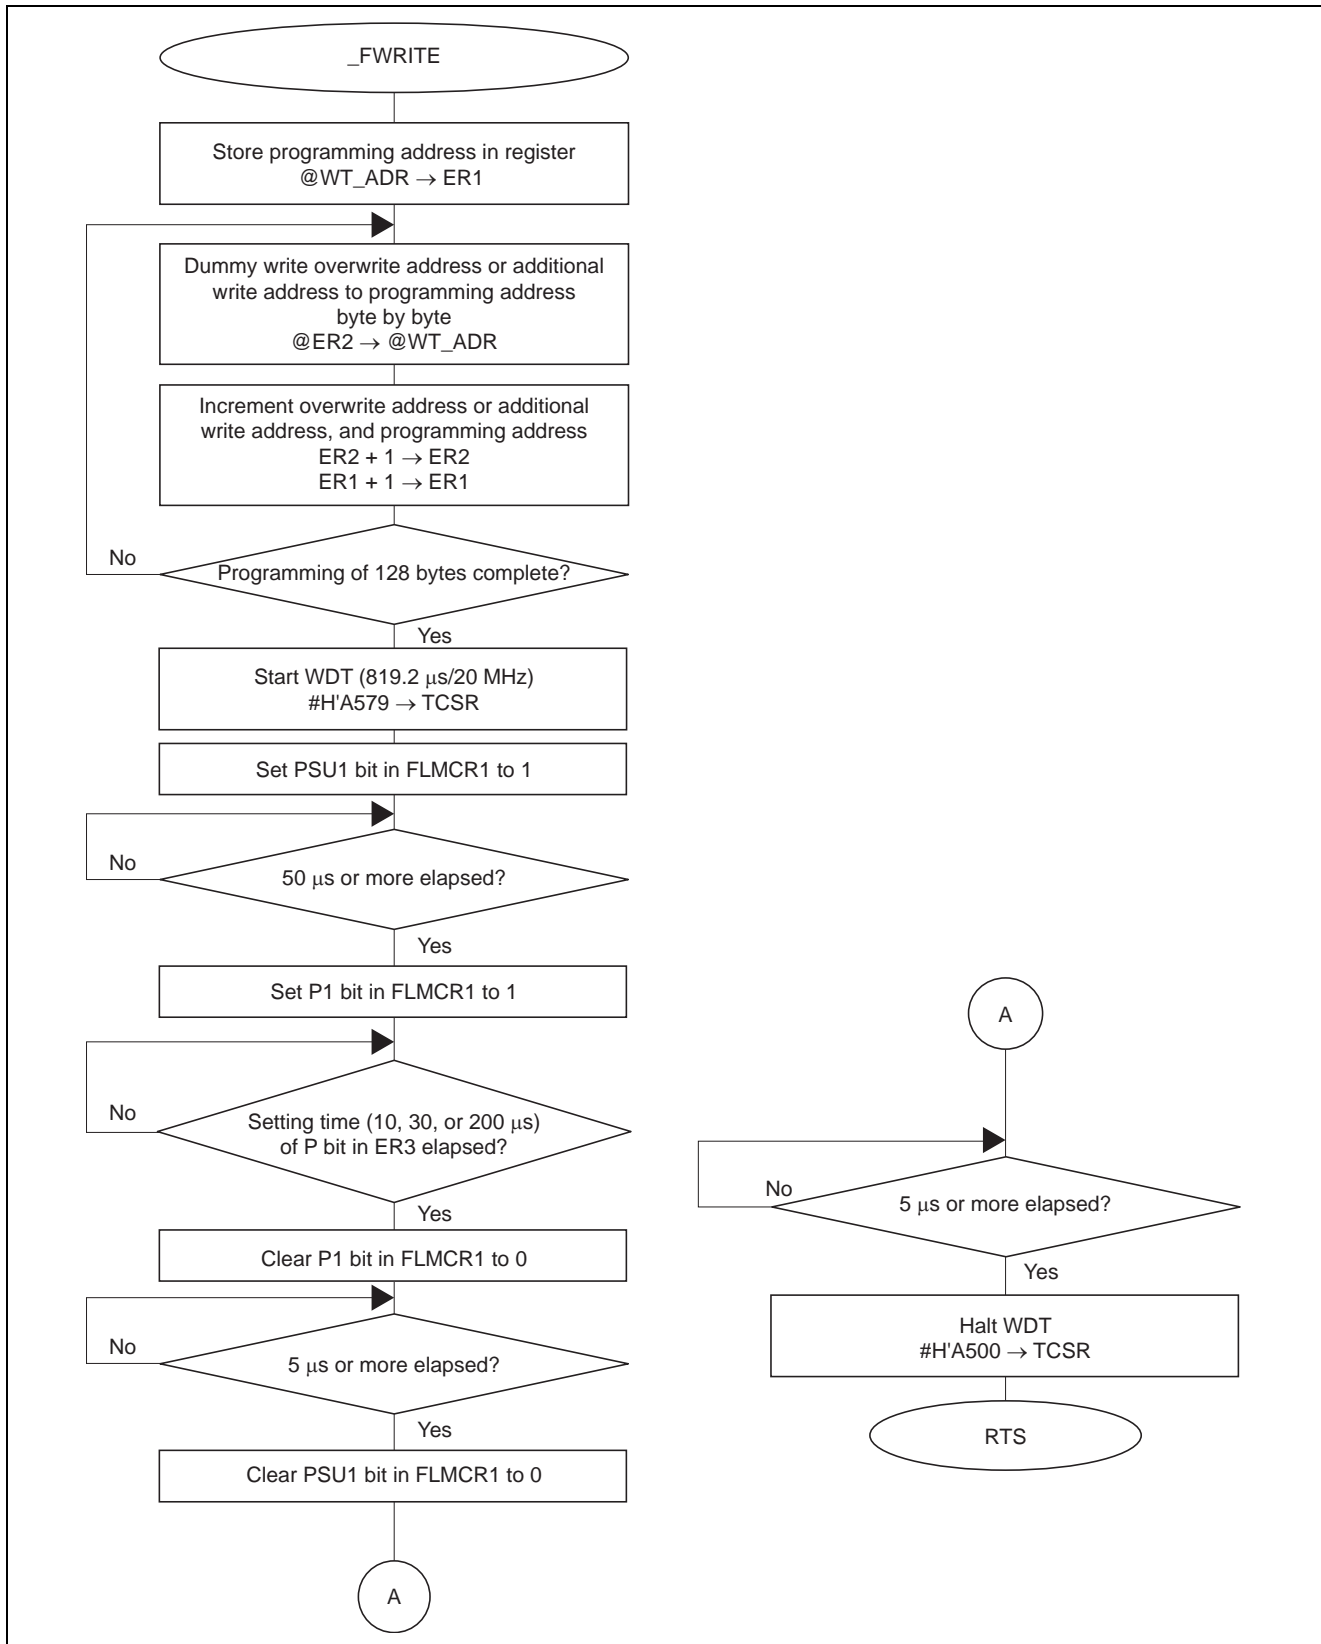 _FWRITE
Store programming address in register
@WT_ADR → ER1
Dummy write overwrite address or additional
write address to programming address
byte by byte
@ER2 → @WT_ADR
Increment overwrite address or additional
write address, and programming address
ER2 + 1 → ER2
ER1 + 1 → ER1
No
Programming of 128 bytes complete?
Yes
Start WDT (819.2 μs/20 MHz)
#H'A579 → TCSR
Set PSU1 bit in FLMCR1 to 1
No
50 μs or more elapsed?
Yes
Set P1 bit in FLMCR1 to 1
No
Setting time (10, 30, or 200 μs)
of P bit in ER3 elapsed?
Yes
Clear P1 bit in FLMCR1 to 0
No
5 μs or more elapsed?
Yes
Clear PSU1 bit in FLMCR1 to 0
A
A
No
5 μs or more elapsed?
Yes
Halt WDT
#H'A500 → TCSR
RTS